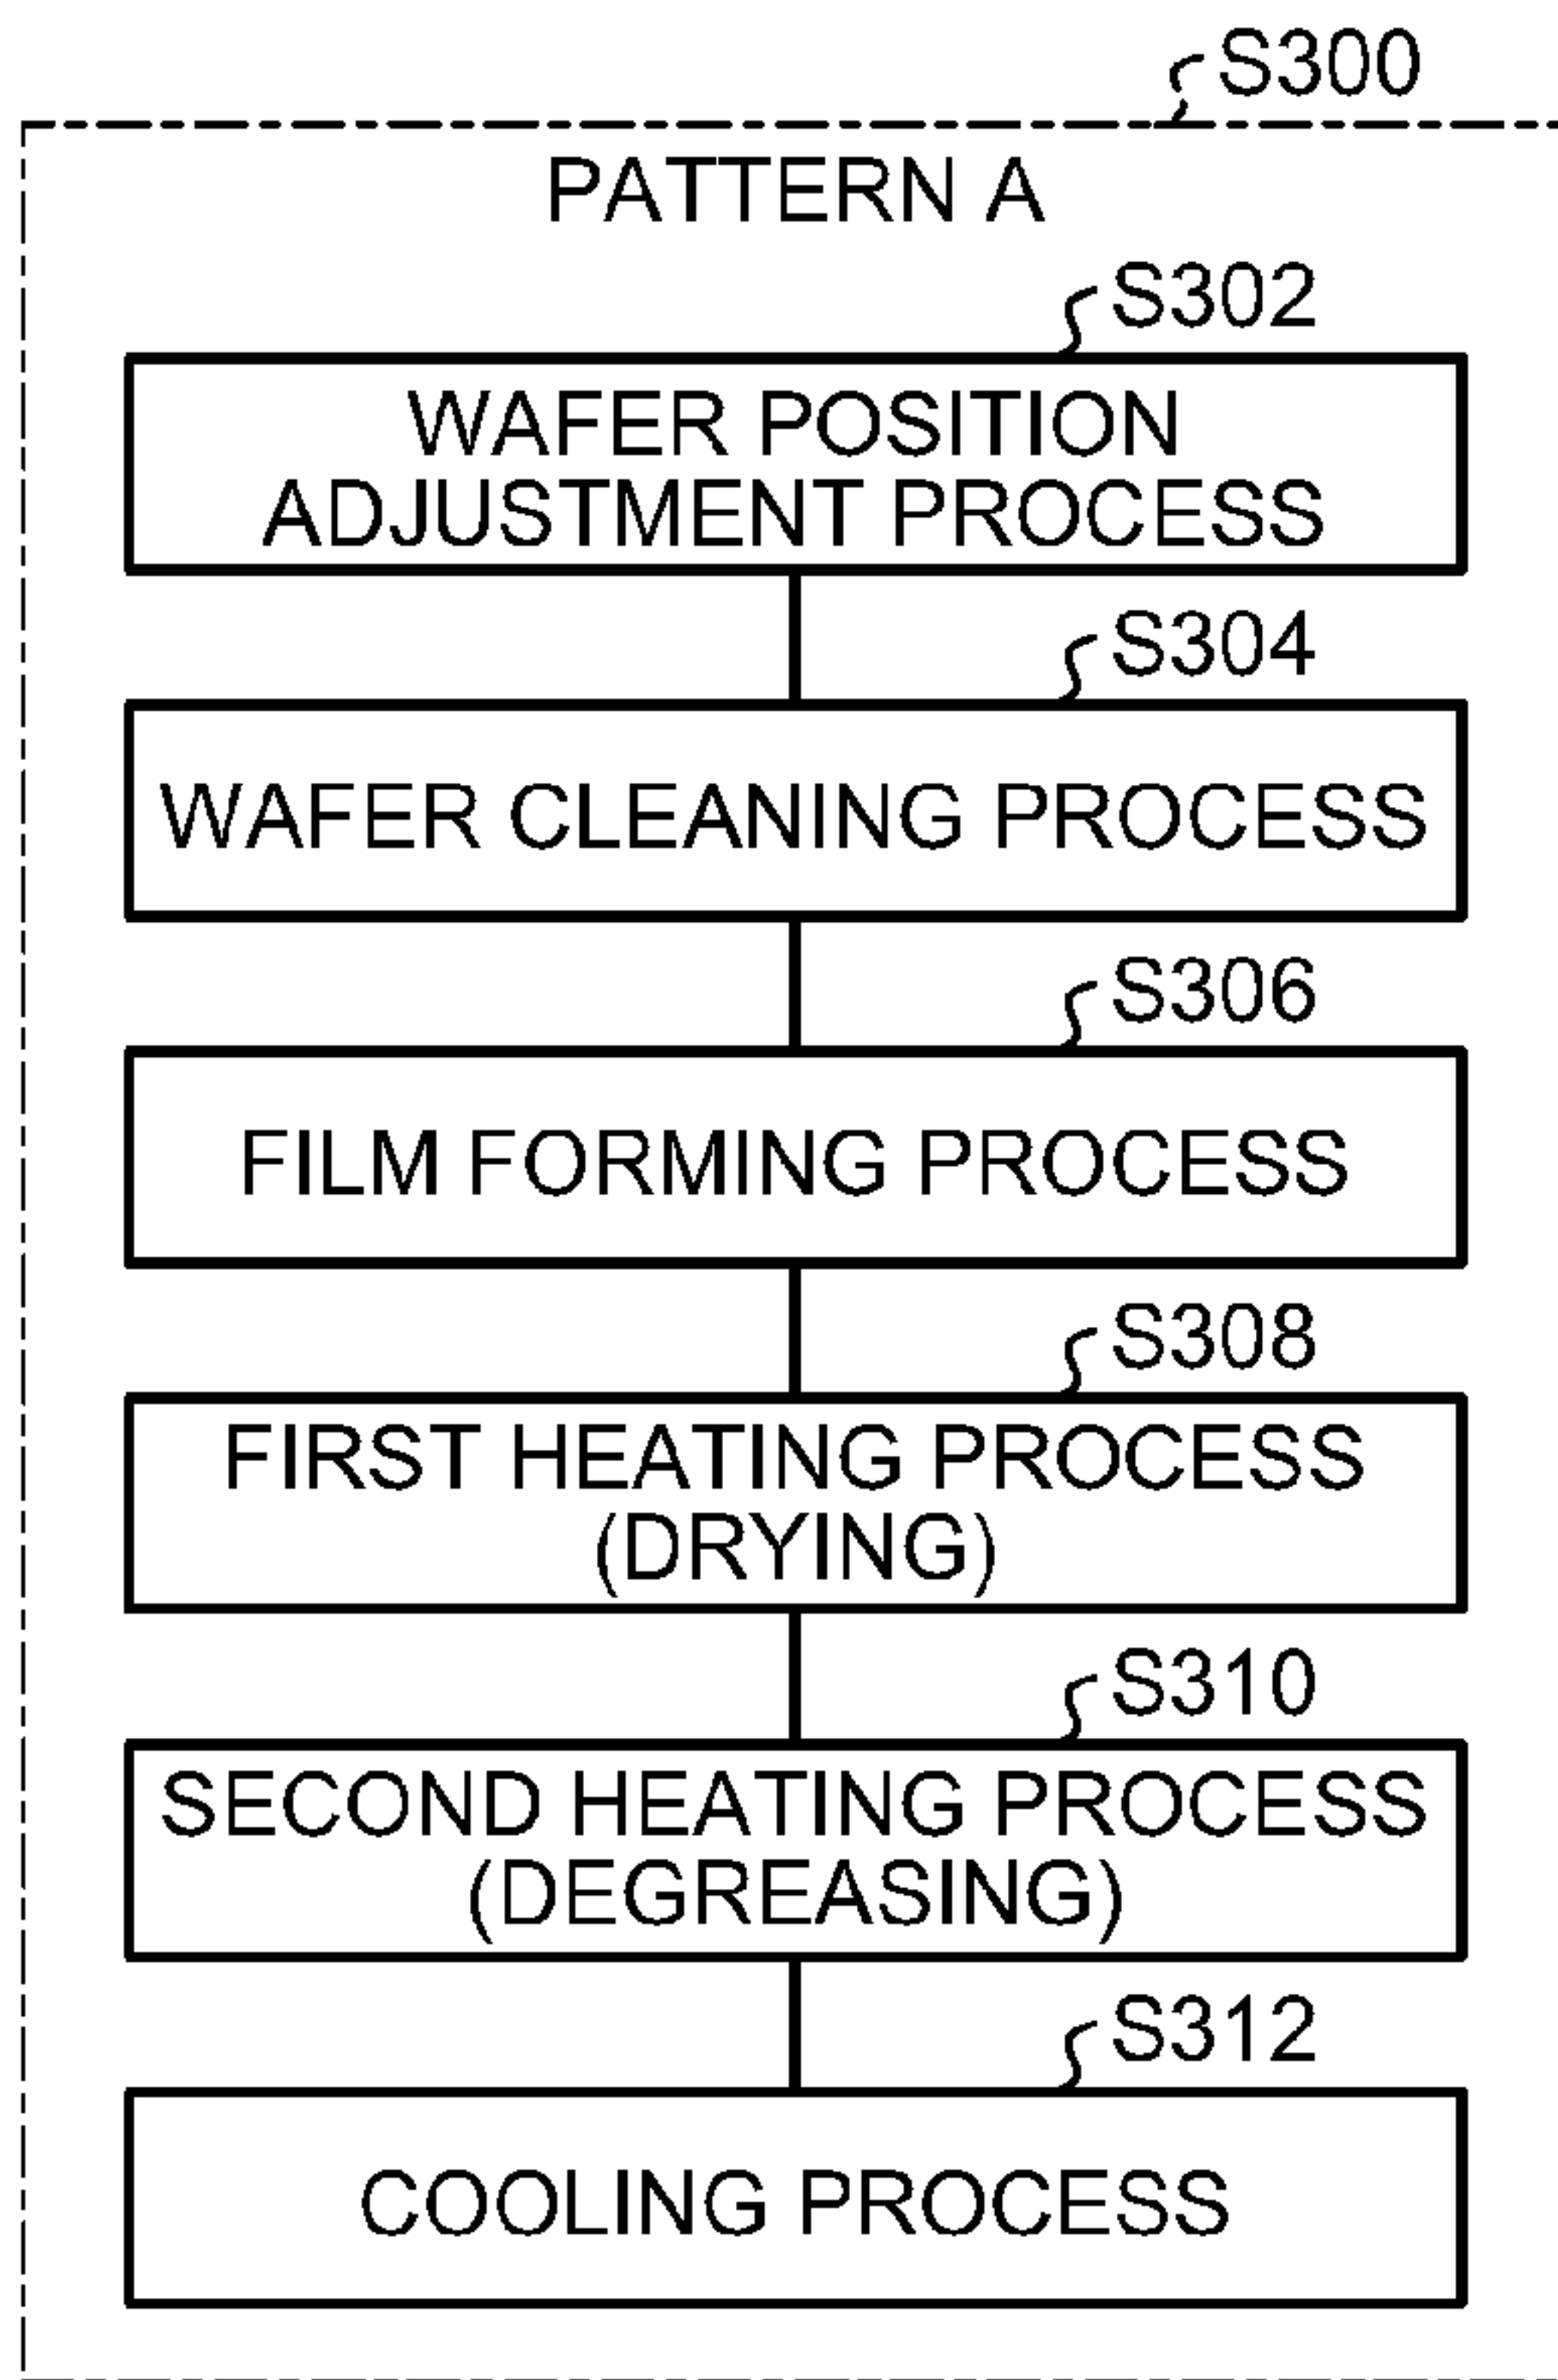 S300
PATTERN A
S302
WAFER POSITION
ADJUSTMENT PROCESS
S304
WAFER CLEANING PROCESS
S306
FILM FORMING PROCESS
S308
FIRST HEATING PROCESS
(DRYING)
S310
SECOND HEATING PROCESS
(DEGREASING)
S312
COOLING PROCESS